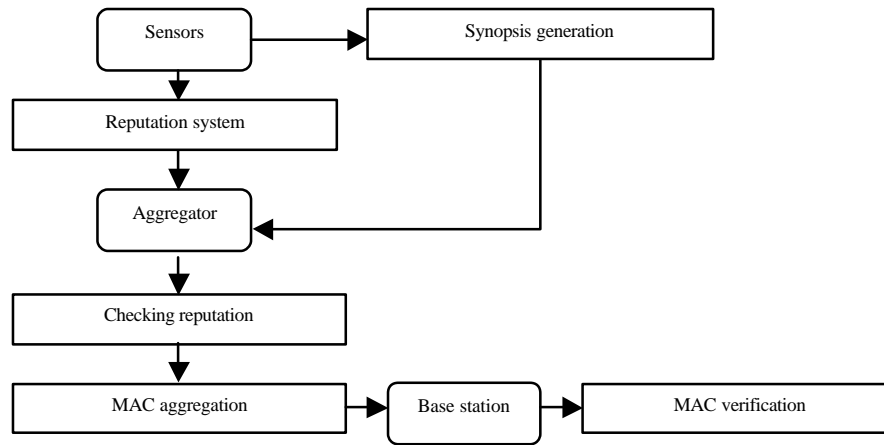 Sensors
Synopsis generation
Reputation system
Aggregator
Checking reputation
MAC aggregation
Base station
MAC verification